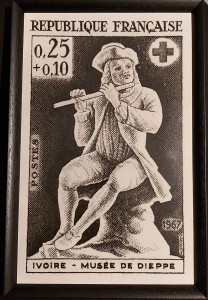 REPUBLIQUE FRANÇAISE
0,25
+0,10
POSTES
1967
IVOIRE - MUSÉE DE DIEPPE